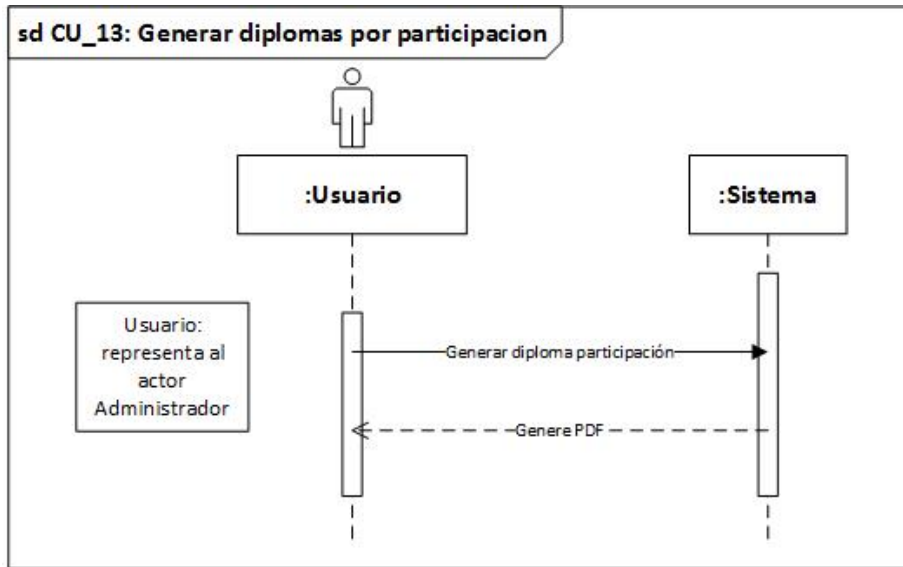 sd CU_13: Generar diplomas por participacion
:Usuario
:Sistema
Usuario:
representa al
actor
Administrador
Generar diploma participación
Genere PDF